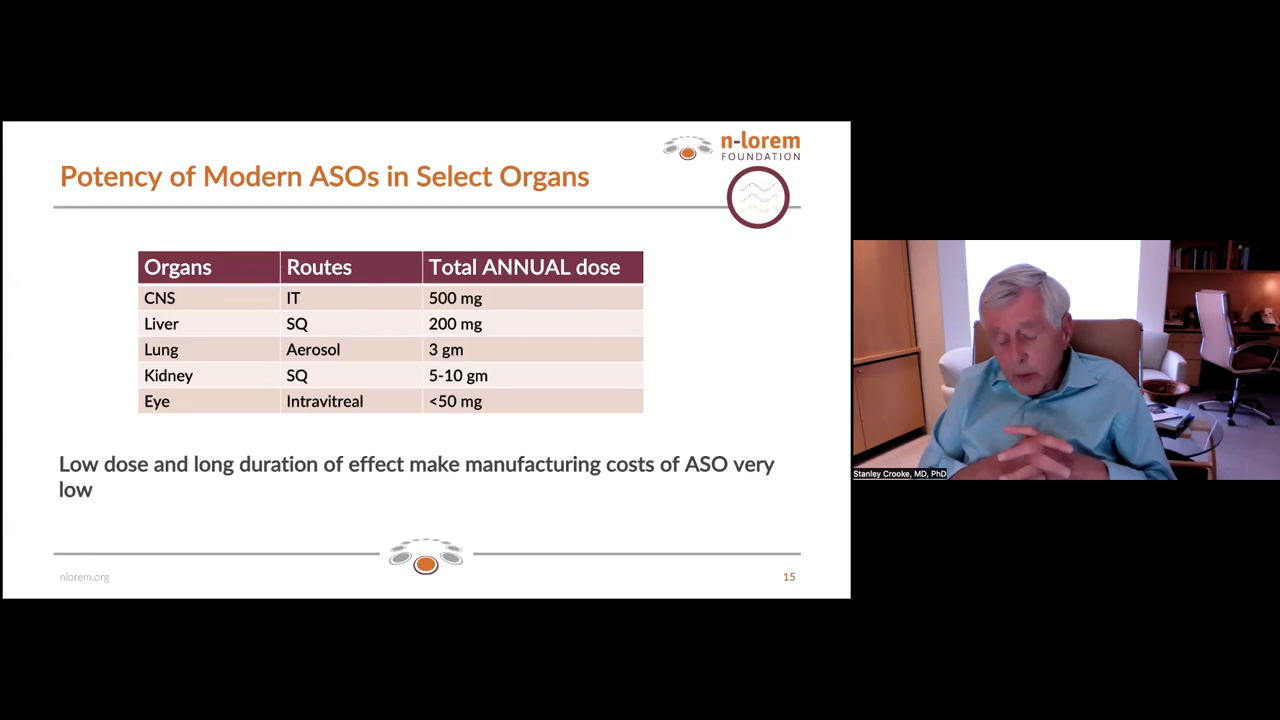 n-lorem
FOUNDATION
Potency of Modern ASOs in Select Organs
Organs Routes Total ANNUAL dose
CNS IT 500 mg
Liver SQ 200 mg
Lung Aerosol 3 gm
Kidney SQ 5-10 gm
Eye Intravitreal <50 mg
Low dose and long duration of effect make manufacturing costs of ASO very
low
nlorem.org
15
Stanley Crooke, MD, PhD